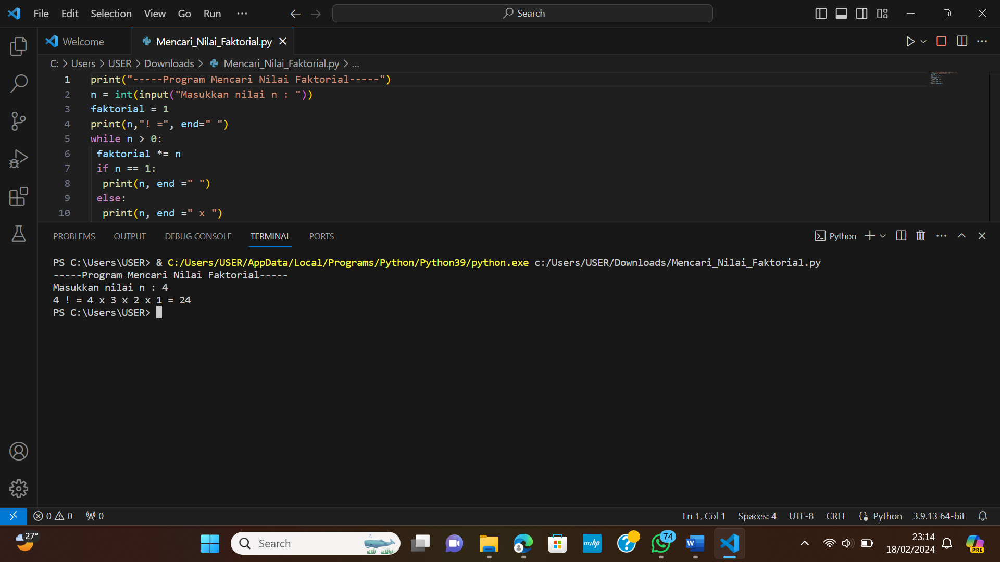 File Edit Selection View Go Run ···
Search
Welcome
Mencari_Nilai_Faktorial.py
C: > Users > USER > Downloads > Mencari_Nilai_Faktorial.py > ...
1 print("-----Program Mencari Nilai Faktorial-----")
2 n = int(input("Masukkan nilai n : "))
3 faktorial = 1
4 print(n,"! =", end=" ")
5 while n > 0:
6  faktorial *= n
7  if n == 1:
8   print(n, end =" ")
9  else:
10   print(n, end =" x ")
PROBLEMS OUTPUT DEBUG CONSOLE TERMINAL PORTS
Python
PS C:\Users\USER> & C:/Users/USER/AppData/Local/Programs/Python/Python39/python.exe c:/Users/USER/Downloads/Mencari_Nilai_Faktorial.py
-----Program Mencari Nilai Faktorial-----
Masukkan nilai n : 4
4 ! = 4 x 3 x 2 x 1 = 24
PS C:\Users\USER>
0 0 0
Ln 1, Col 1 Spaces: 4 UTF-8 CRLF Python 3.9.13 64-bit
27°
Search
myhp
74
W
23:14
18/02/2024
PRE